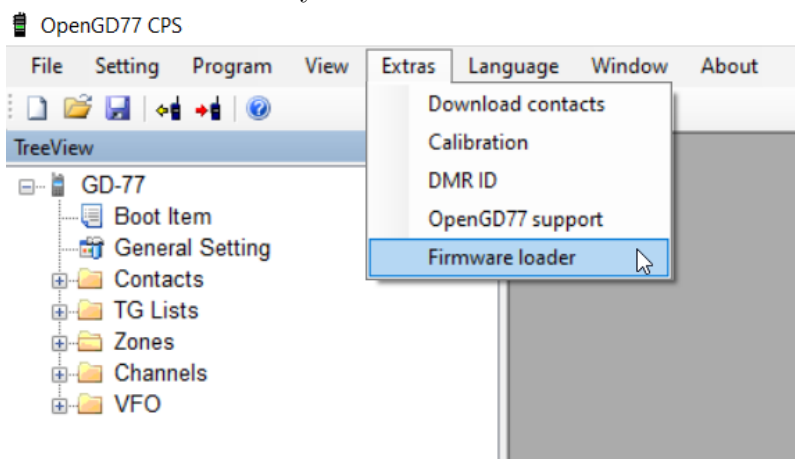 OpenGD77 CPS
File Setting Program View Extras Language Window About
Download contacts
Calibration
DMR ID
OpenGD77 support
Firmware loader
TreeView
GD-77
Boot Item
General Setting
Contacts
TG Lists
Zones
Channels
VFO